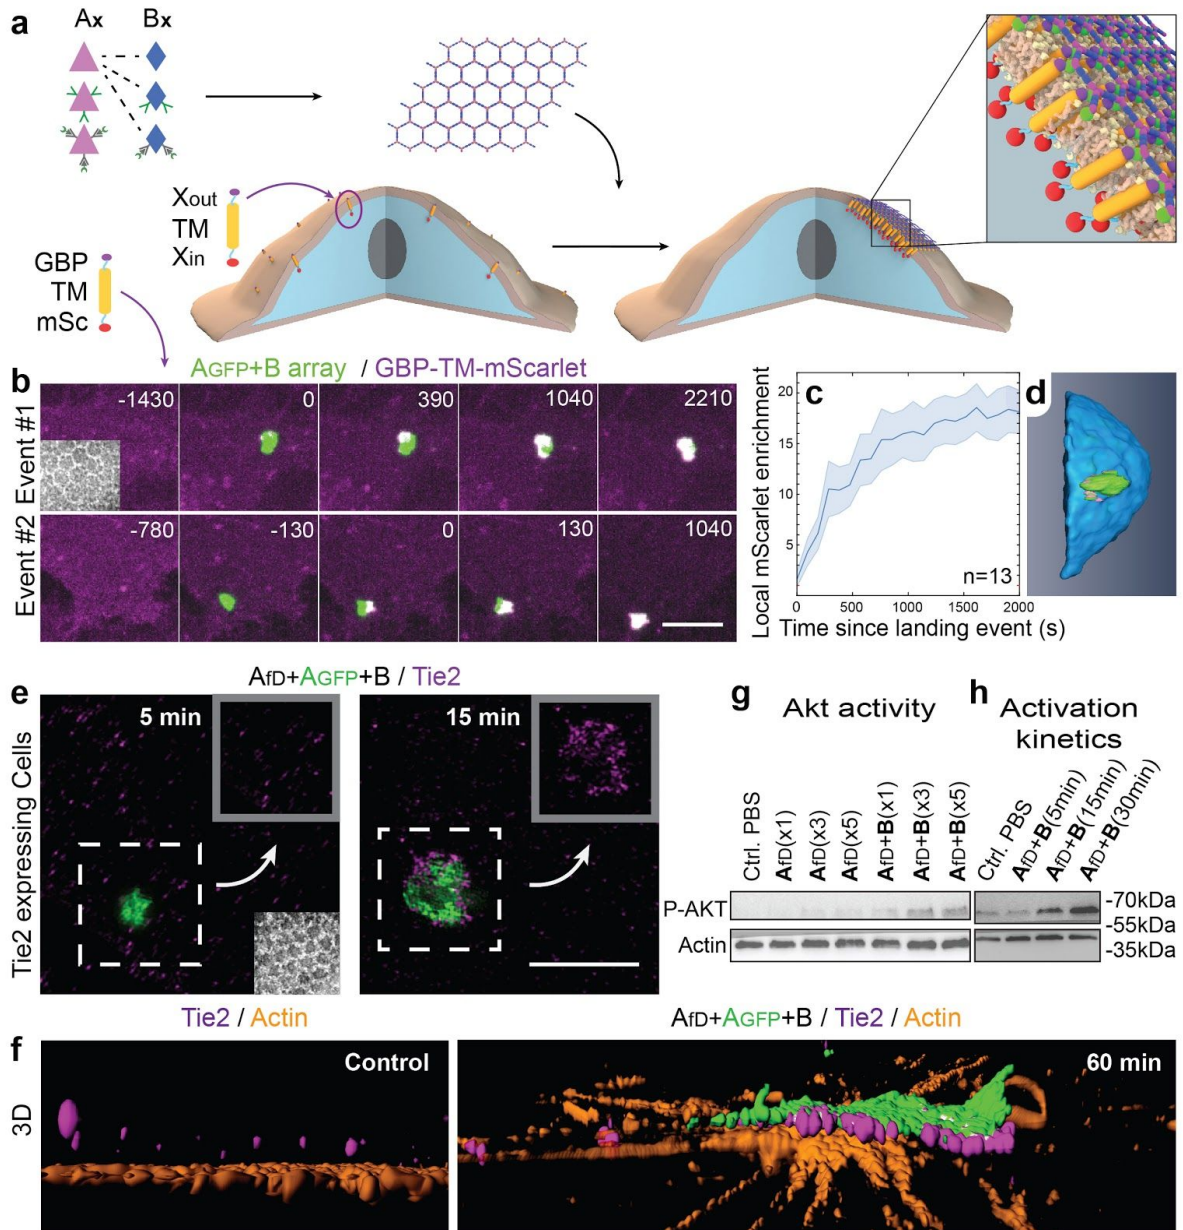 a
Ax Bx
Xout
TM
Xin
GBP
TM
mSc
b
AGFP+B array / GBP-TM-mScarlet
Event #1
-1430
0
390
1040
2210
Event #2
-780
-130
0
130
1040
c
Local mScarlet enrichment
20
15
10
5
n=13
0 500 1000 1500 2000
Time since landing event (s)
d
e
AfD+AGFP+B / Tie2
Tie2 expressing Cells
5 min
15 min
g
Akt activity
Ctrl. PBS
AfD(x1)
AfD(x3)
AfD(x5)
AfD+B(x1)
AfD+B(x3)
AfD+B(x5)
P-AKT
Actin
h
Activation
kinetics
Ctrl. PBS
AfD+B(5min)
AfD+B(15min)
AfD+B(30min)
-70kDa
-55kDa
-35kDa
f
Tie2 / Actin
3D
Control
AfD+AGFP+B / Tie2 / Actin
60 min